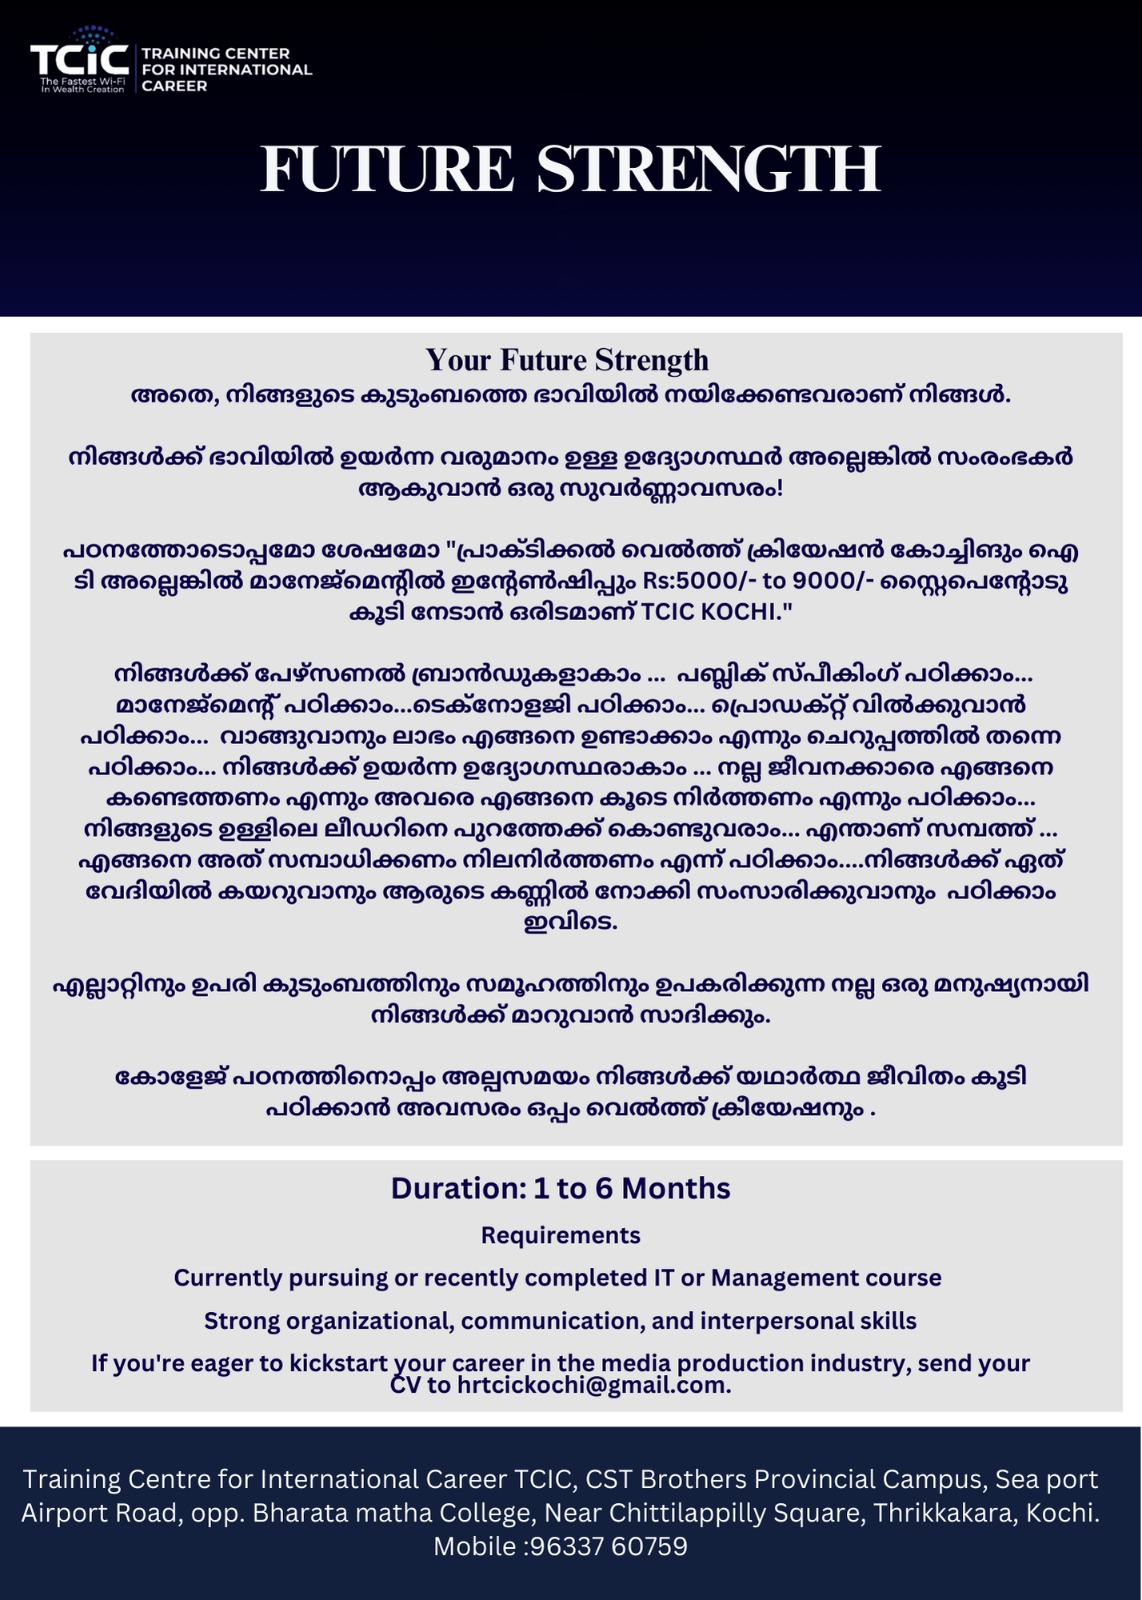 TCiC
The Fastest Wi-Fi
In Wealth Creation
TRAINING CENTER
FOR INTERNATIONAL
CAREER
FUTURE STRENGTH
Your Future Strength
അതെ, നിങ്ങളുടെ കുടുംബത്തെ ഭാവിയിൽ നയിക്കേണ്ടവരാണ് നിങ്ങൾ.
നിങ്ങൾക്ക് ഭാവിയിൽ ഉയർന്ന വരുമാനം ഉള്ള ഉദ്യോഗസ്ഥർ അല്ലെങ്കിൽ സംരംഭകർ
ആകുവാൻ ഒരു സുവർണ്ണാവസരം!
പഠനത്തോടൊപ്പമോ ശേഷമോ "പ്രാക്ടിക്കൽ വെൽത്ത് ക്രിയേഷൻ കോച്ചിങും ഐ
ടി അല്ലെങ്കിൽ മാനേജ്മെന്റിൽ ഇന്റേൺഷിപ്പും Rs:5000/- to 9000/- സ്റ്റൈപെന്റോടു
കൂടി നേടാൻ ഒരിടമാണ് TCIC KOCHI."
നിങ്ങൾക്ക് പേഴ്സണൽ ബ്രാൻഡുകളാകാം ... പബ്ലിക് സ്പീകിംഗ് പഠിക്കാം...
മാനേജ്മെന്റ് പഠിക്കാം...ടെക്നോളജി പഠിക്കാം... പ്രൊഡക്റ്റ് വിൽക്കുവാൻ
പഠിക്കാം... വാങ്ങുവാനും ലാഭം എങ്ങനെ ഉണ്ടാക്കാം എന്നും ചെറുപ്പത്തിൽ തന്നെ
പഠിക്കാം... നിങ്ങൾക്ക് ഉയർന്ന ഉദ്യോഗസ്ഥരാകാം ... നല്ല ജീവനക്കാരെ എങ്ങനെ
കണ്ടെത്തണം എന്നും അവരെ എങ്ങനെ കൂടെ നിർത്തണം എന്നും പഠിക്കാം...
നിങ്ങളുടെ ഉള്ളിലെ ലീഡറിനെ പുറത്തേക്ക് കൊണ്ടുവരാം... എന്താണ് സമ്പത്ത് ...
എങ്ങനെ അത് സമ്പാധിക്കണം നിലനിർത്തണം എന്ന് പഠിക്കാം....നിങ്ങൾക്ക് ഏത്
വേദിയിൽ കയറുവാനും ആരുടെ കണ്ണിൽ നോക്കി സംസാരിക്കുവാനും പഠിക്കാം
ഇവിടെ.
എല്ലാറ്റിനും ഉപരി കുടുംബത്തിനും സമൂഹത്തിനും ഉപകരിക്കുന്ന നല്ല ഒരു മനുഷ്യനായി
നിങ്ങൾക്ക് മാറുവാൻ സാദിക്കും.
കോളേജ് പഠനത്തിനൊപ്പം അല്പസമയം നിങ്ങൾക്ക് യഥാർത്ഥ ജീവിതം കൂടി
പഠിക്കാൻ അവസരം ഒപ്പം വെൽത്ത് ക്രീയേഷനും .
Duration: 1 to 6 Months
Requirements
Currently pursuing or recently completed IT or Management course
Strong organizational, communication, and interpersonal skills
If you're eager to kickstart your career in the media production industry, send your
CV to hrtcickochi@gmail.com.
Training Centre for International Career TCIC, CST Brothers Provincial Campus, Sea port
Airport Road, opp. Bharata matha College, Near Chittilappilly Square, Thrikkakara, Kochi.
Mobile :96337 60759